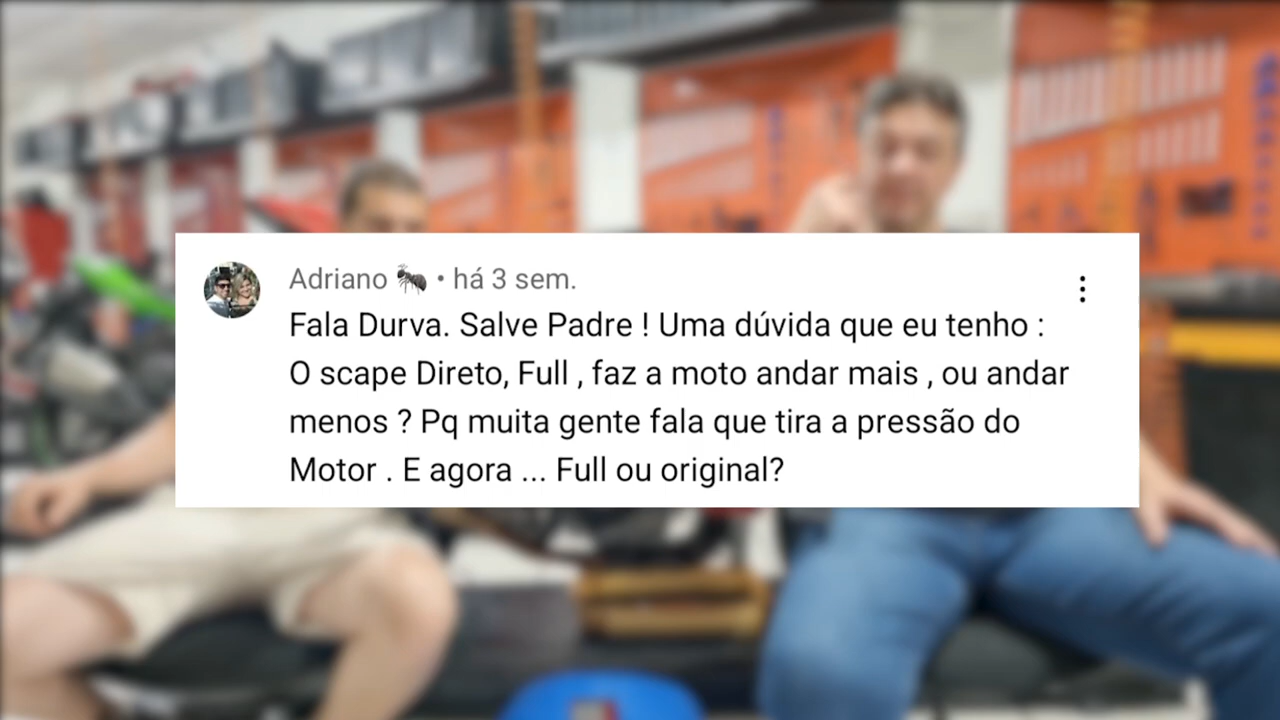 Adriano 🐜 • há 3 sem.
Fala Durva. Salve Padre ! Uma dúvida que eu tenho :
O scape Direto, Full , faz a moto andar mais , ou andar
menos ? Pq muita gente fala que tira a pressão do
Motor . E agora ... Full ou original?